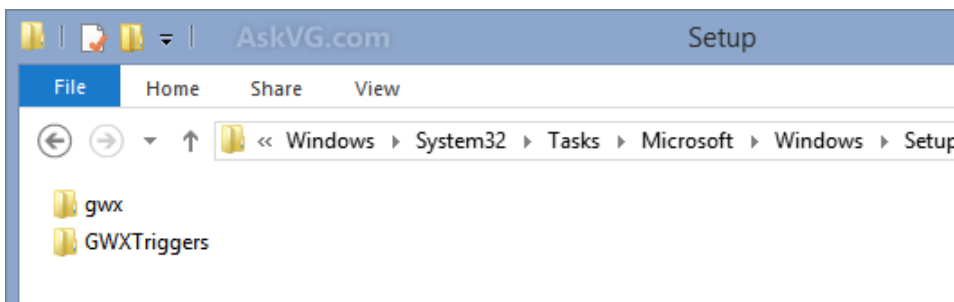 AskVG.com Setup
File Home Share View
« Windows System32 Tasks Microsoft Windows Setup
gwx
GWXTriggers